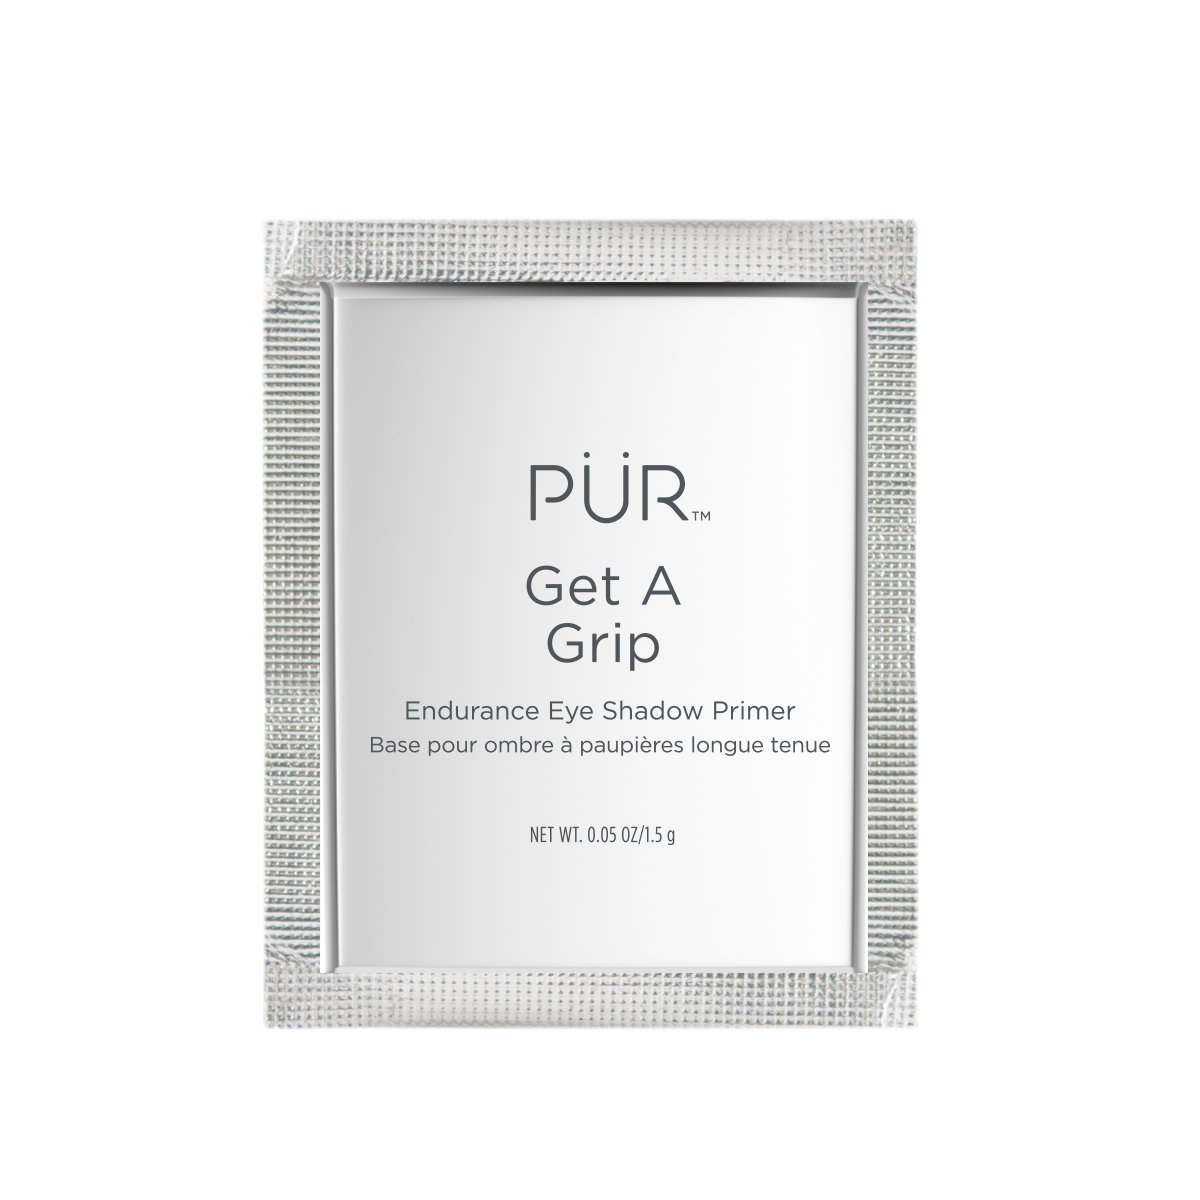 PÜR™
Get A
Grip
Endurance Eye Shadow Primer
Base pour ombre à paupières longue tenue
NET WT. 0.05 OZ/1.5 g